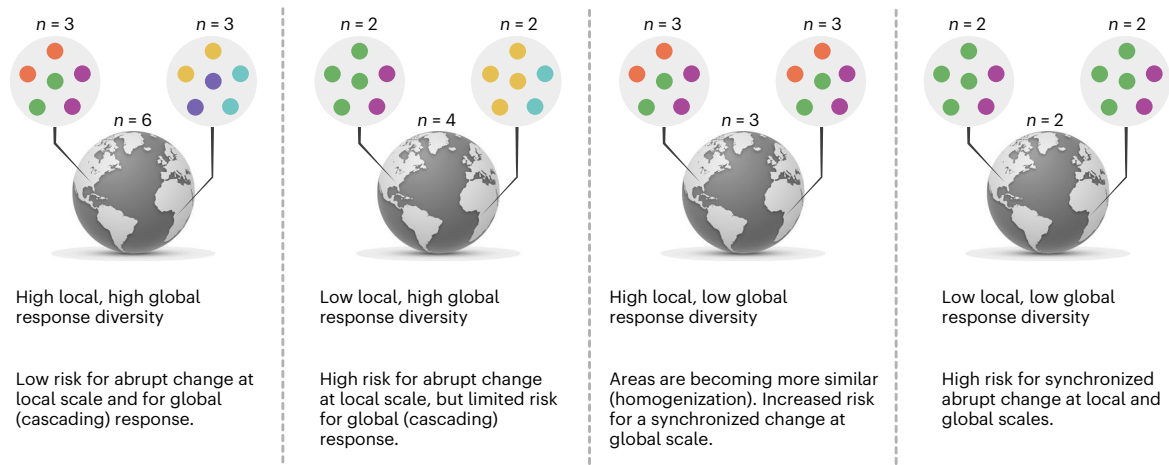 n = 3
n = 3
n = 6
High local, high global
response diversity
Low risk for abrupt change at
local scale and for global
(cascading) response.
n = 2
n = 2
n = 4
Low local, high global
response diversity
High risk for abrupt change
at local scale, but limited risk
for global (cascading)
response.
n = 3
n = 3
n = 3
High local, low global
response diversity
Areas are becoming more similar
(homogenization). Increased risk
for a synchronized change at
global scale.
n = 2
n = 2
n = 2
Low local, low global
response diversity
High risk for synchronized
abrupt change at local and
global scales.